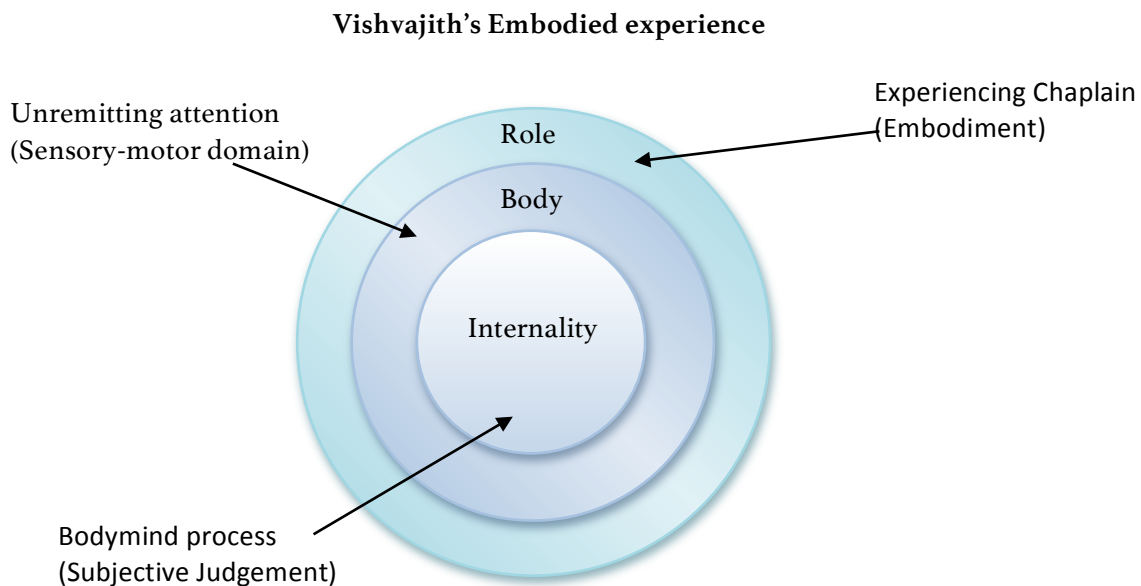 Vishvajith's Embodied experience
Unremitting attention
(Sensory-motor domain)
Experiencing Chaplain
(Embodiment)
Role
Body
Internality
Bodymind process
(Subjective Judgement)